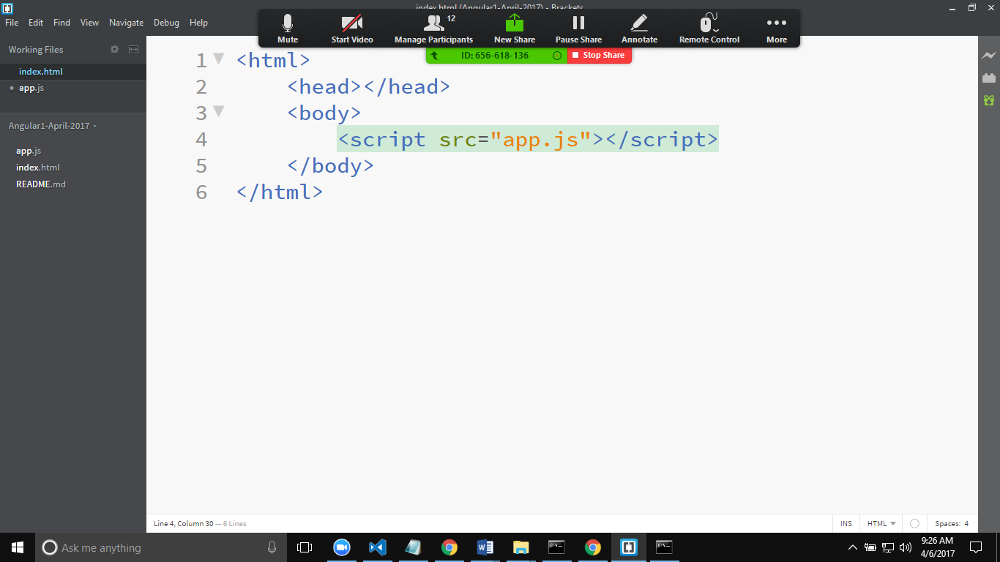 index.html (Angular1-April-2017) - Brackets
File Edit Find View Navigate Debug Help
Mute Start Video Manage Participants 12 New Share Pause Share Annotate Remote Control More
ID: 656-618-136 Stop Share
Working Files
index.html
app.js
Angular1-April-2017
app.js
index.html
README.md
1 <html>
2 <head></head>
3 <body>
4 <script src="app.js"></script>
5 </body>
6 </html>
Line 4, Column 30 — 6 Lines
INS HTML Spaces: 4
Ask me anything
9:26 AM
4/6/2017